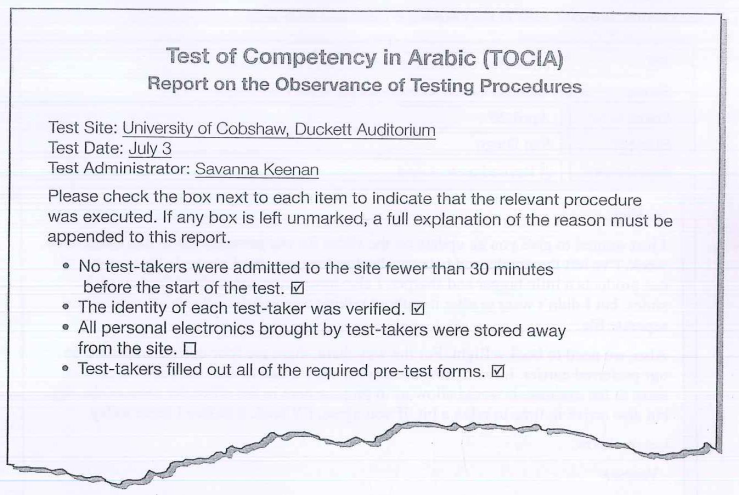 Test of Competency in Arabic (TOCIA)
Report on the Observance of Testing Procedures
Test Site: University of Cobshaw, Duckett Auditorium
Test Date: July 3
Test Administrator: Savanna Keenan
Please check the box next to each item to indicate that the relevant procedure
was executed. If any box is left unmarked, a full explanation of the reason must be
appended to this report.
• No test-takers were admitted to the site fewer than 30 minutes
before the start of the test. ☑
• The identity of each test-taker was verified. ☑
• All personal electronics brought by test-takers were stored away
from the site. ☐
• Test-takers filled out all of the required pre-test forms. ☑